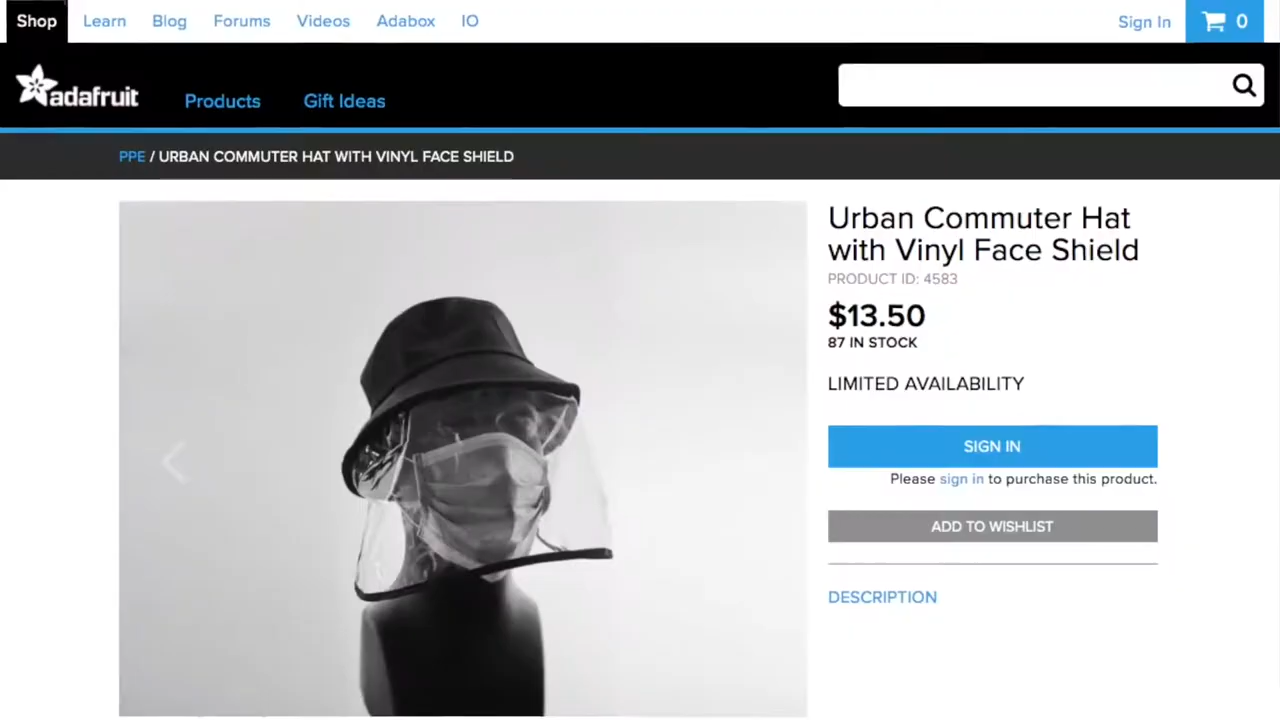 Shop Learn Blog Forums Videos Adabox IO Sign In 0
adafruit Products Gift Ideas
PPE / URBAN COMMUTER HAT WITH VINYL FACE SHIELD
Urban Commuter Hat
with Vinyl Face Shield
PRODUCT ID: 4583
$13.50
87 IN STOCK
LIMITED AVAILABILITY
SIGN IN
Please sign in to purchase this product.
ADD TO WISHLIST
DESCRIPTION